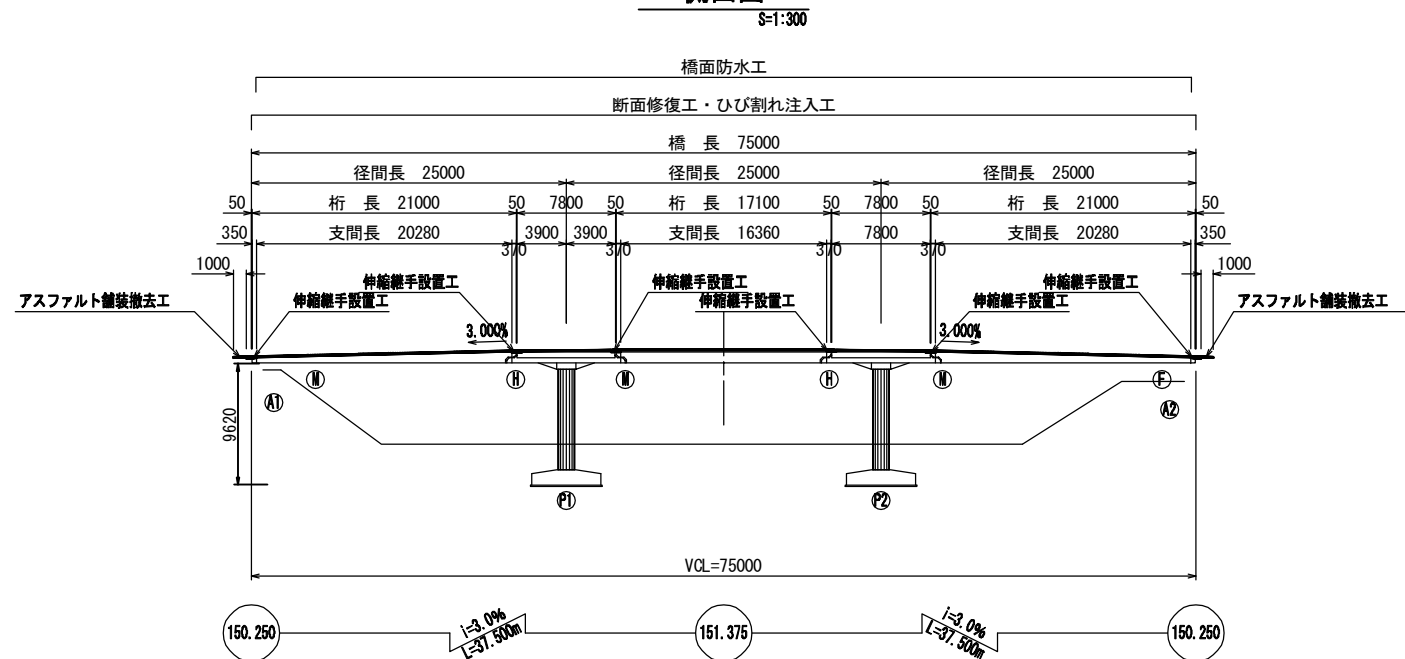 S=1:300
橋面防水工
断面修復工・ひび割れ注入工
橋 長 75000
径間長 25000 径間長 25000 径間長 25000
50 桁 長 21000 50 7800 50 桁 長 17100 50 7800 50 桁 長 21000 50
350 支間長 20280 3900 3900 支間長 16360 7800 支間長 20280 350
370 370 370 370
1000 1000
伸縮継手設置工 伸縮継手設置工 伸縮継手設置工
アスファルト舗装撤去工 伸縮継手設置工 伸縮継手設置工 伸縮継手設置工 アスファルト舗装撤去工
3.000% 3.000%
M H M H M F
A1 A2
9620
P1 P2
VCL=75000
150.250 i=3.0% 151.375 i=3.0% 150.250
L=37.500m L=37.500m